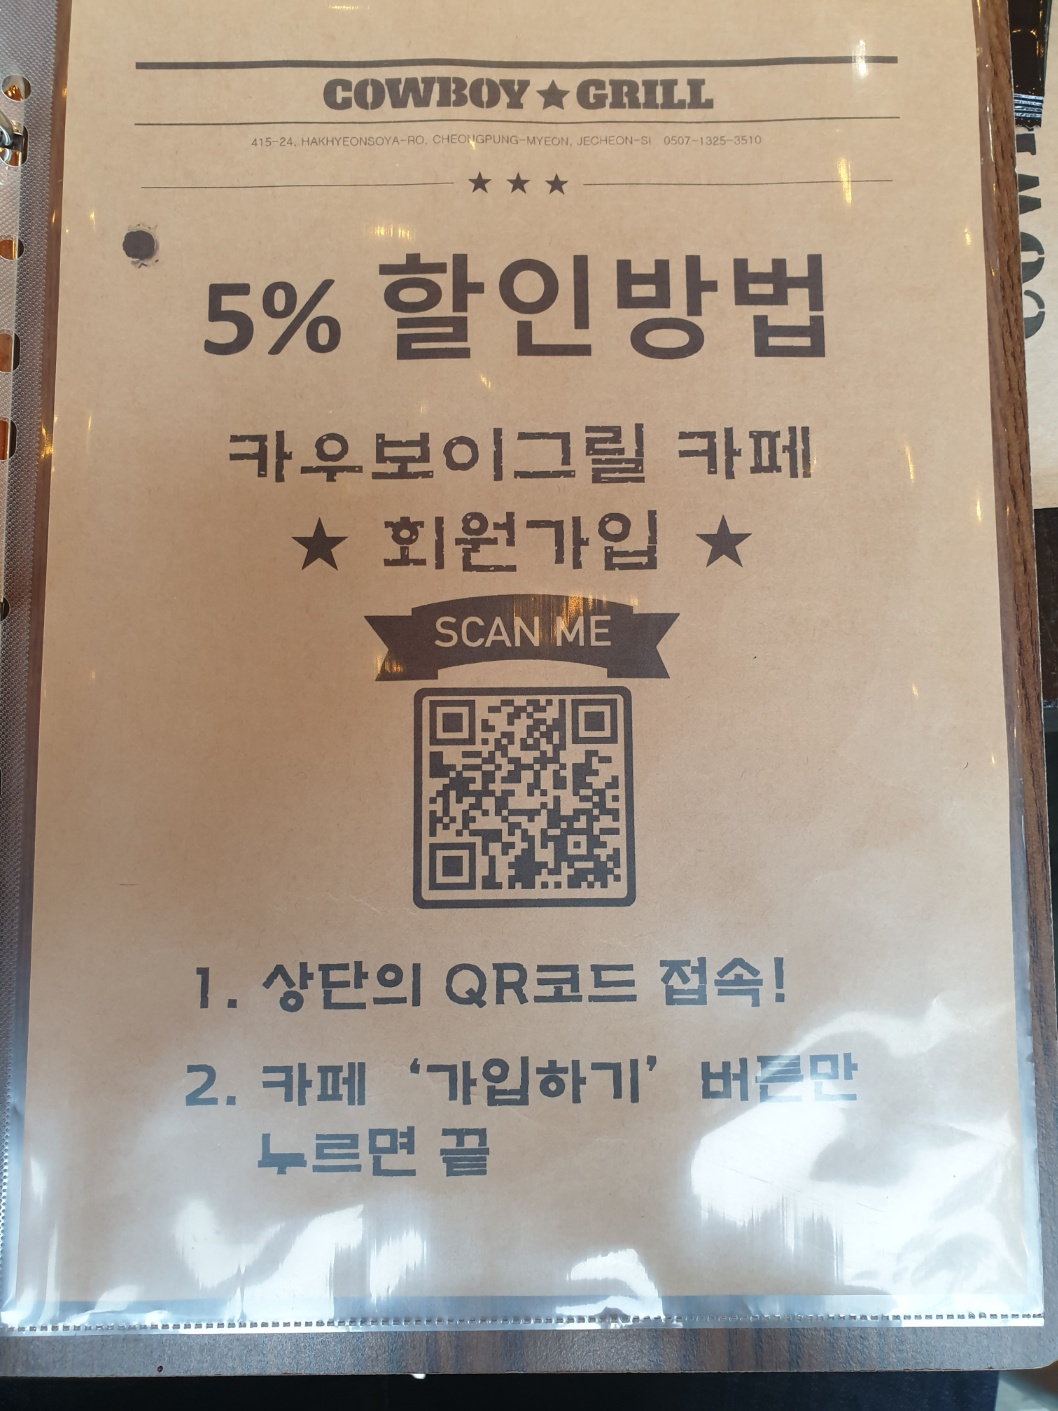 COWBOY★GRILL
415-24, HAKHYEONSOYA-RO, CHEONGPUNG-MYEON, JECHEON-SI 0507-1325-3510
5% 할인방법
카우보이그릴 카페
★ 회원가입 ★
SCAN ME
1. 상단의 QR코드 접속!
2. 카페 ‘가입하기’ 버튼만
누르면 끝